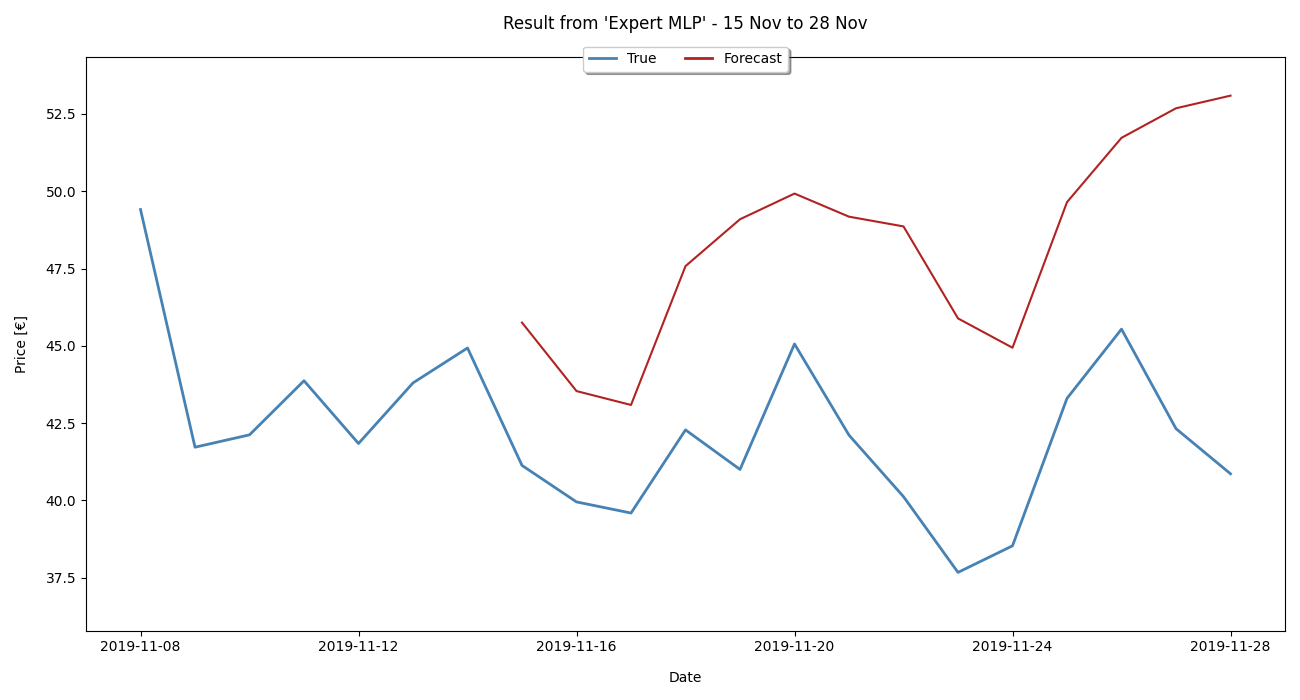 Result from 'Expert MLP' - 15 Nov to 28 Nov
True Forecast
52.5
50.0
47.5
45.0
42.5
40.0
37.5
Price [€]
2019-11-08 2019-11-12 2019-11-16 2019-11-20 2019-11-24 2019-11-28
Date